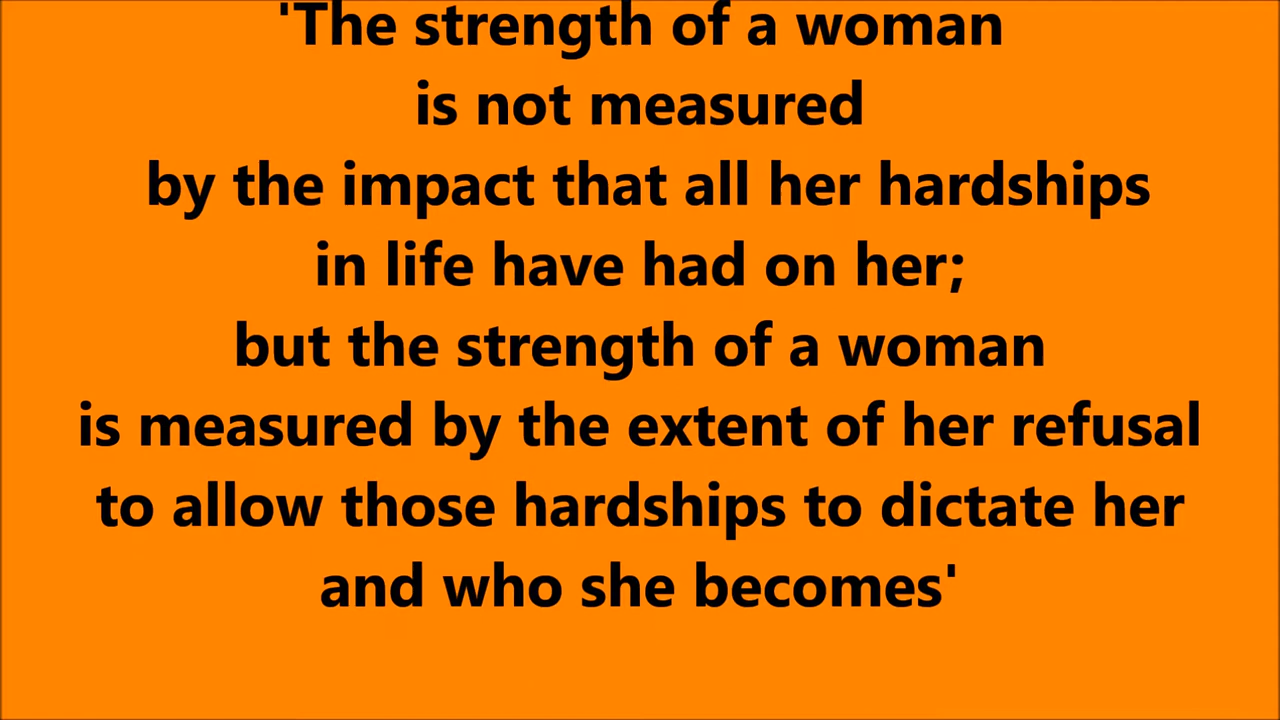 'The strength of a woman
is not measured
by the impact that all her hardships
in life have had on her;
but the strength of a woman
is measured by the extent of her refusal
to allow those hardships to dictate her
and who she becomes'